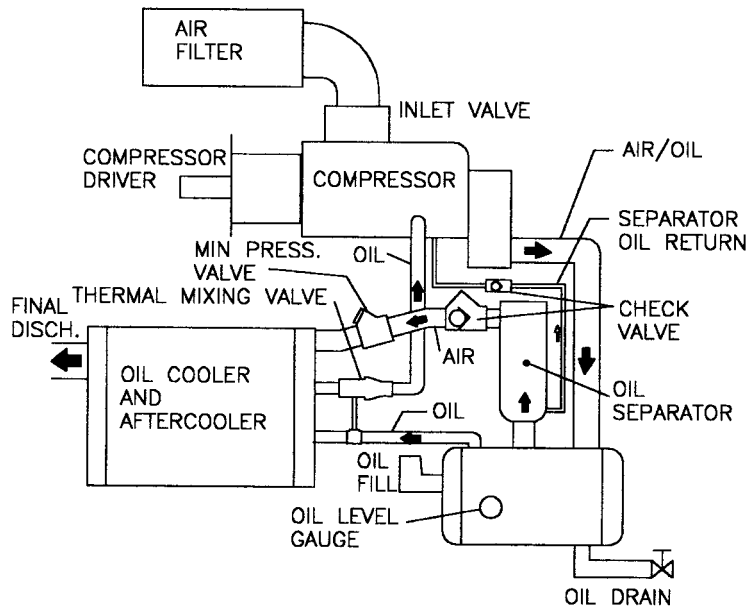 AIR
FILTER
INLET VALVE
COMPRESSOR
DRIVER
COMPRESSOR
AIR/OIL
SEPARATOR
OIL RETURN
MIN PRESS.
VALVE
OIL
THERMAL MIXING VALVE
FINAL
DISCH.
CHECK
VALVE
AIR
OIL COOLER
AND
AFTERCOOLER
OIL
SEPARATOR
OIL
OIL
FILL
OIL LEVEL
GAUGE
OIL DRAIN